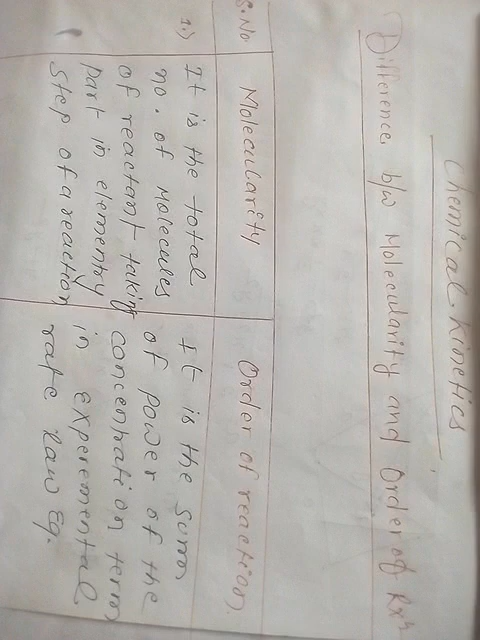 Chemical Kinetics
Difference b/w Molecularity and Order of Rxⁿ
S.No Molecularity Order of reaction.
1.) It is the total
no. of molecules
of reactant taking
part in elementry
step of a reaction
It is the sum
of power of the
concentration term
in experemental
rate law Eq.